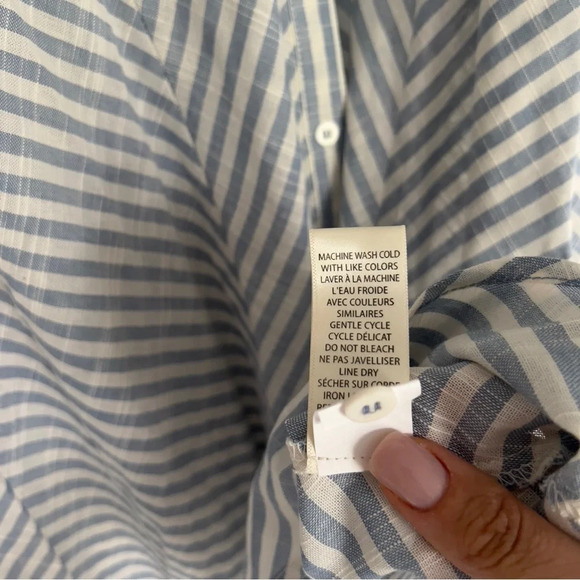 MACHINE WASH COLD
WITH LIKE COLORS
LAVER À LA MACHINE
L'EAU FROIDE
AVEC COULEURS
SIMILAIRES
GENTLE CYCLE
CYCLE DÉLICAT
DO NOT BLEACH
NE PAS JAVELLISER
LINE DRY
SÉCHER SUR CORDE
IRON